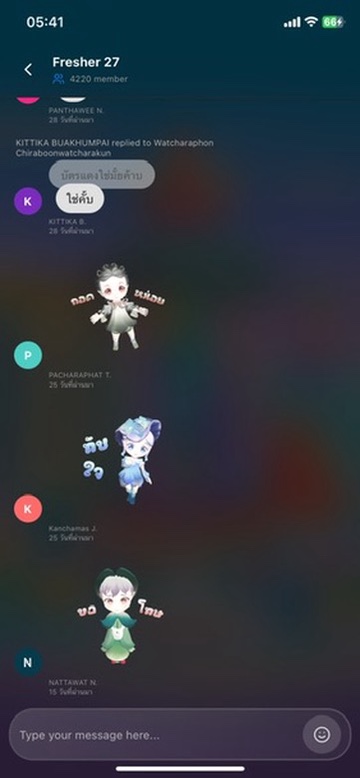 05:41
66
Fresher 27
4220 member
PANTHAWEE N.
28 วันที่ผ่านมา
KITTIKA BUAKHUMPAI replied to Watcharaphon
Chiraboonwatcharakun
บัตรแดงใช่มั้ยค้าบ
K
ใช่คั้บ
KITTIKA B.
28 วันที่ผ่านมา
กอด หน่อย
P
PACHARAPHAT T.
25 วันที่ผ่านมา
ทัช
ใจ
K
Kanchamas J.
25 วันที่ผ่านมา
ขอ โทษ
N
NATTAWAT N.
15 วันที่ผ่านมา
Type your message here...